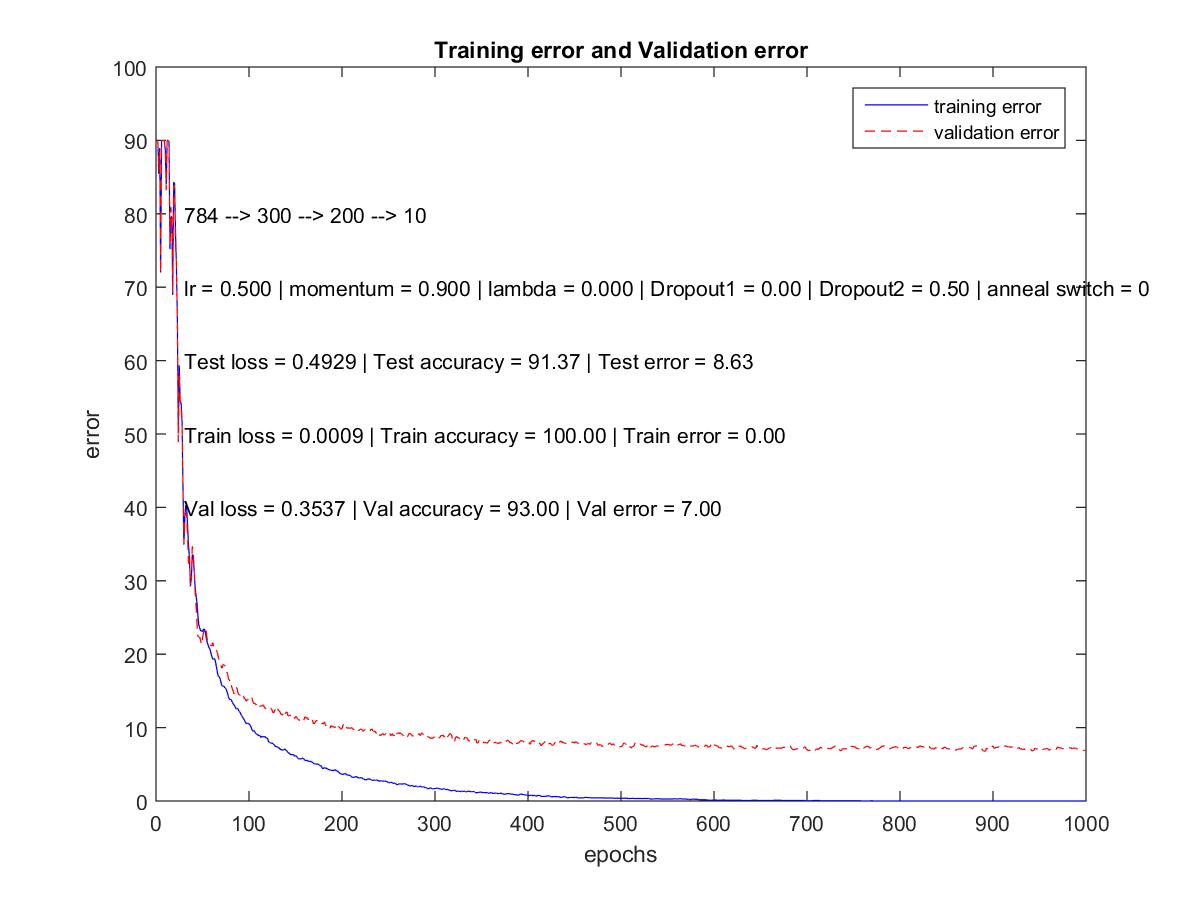 Training error and Validation error
100
training error
validation error
90
80
784 --> 300 --> 200 --> 10
70
lr = 0.500 | momentum = 0.900 | lambda = 0.000 | Dropout1 = 0.00 | Dropout2 = 0.50 | anneal switch = 0
60
Test loss = 0.4929 | Test accuracy = 91.37 | Test error = 8.63
50
Train loss = 0.0009 | Train accuracy = 100.00 | Train error = 0.00
error
40
Val loss = 0.3537 | Val accuracy = 93.00 | Val error = 7.00
30
20
10
0
0 100 200 300 400 500 600 700 800 900 1000
epochs